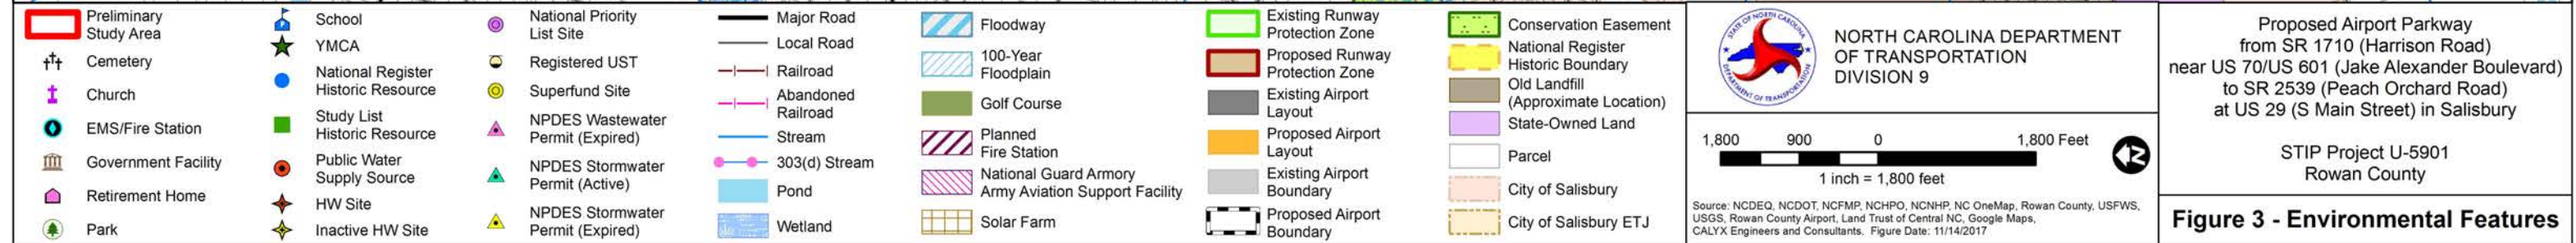 Preliminary
Study Area
Cemetery
Church
EMS/Fire Station
Government Facility
Retirement Home
Park
School
YMCA
National Register
Historic Resource
Study List
Historic Resource
Public Water
Supply Source
HW Site
Inactive HW Site
National Priority
List Site
Registered UST
Superfund Site
NPDES Wastewater
Permit (Expired)
NPDES Stormwater
Permit (Active)
NPDES Stormwater
Permit (Expired)
Major Road
Local Road
Railroad
Abandoned
Railroad
Stream
303(d) Stream
Pond
Wetland
Floodway
100-Year
Floodplain
Golf Course
Planned
Fire Station
National Guard Armory
Army Aviation Support Facility
Solar Farm
Existing Runway
Protection Zone
Proposed Runway
Protection Zone
Existing Airport
Layout
Proposed Airport
Layout
Existing Airport
Boundary
Proposed Airport
Boundary
Conservation Easement
National Register
Historic Boundary
Old Landfill
(Approximate Location)
State-Owned Land
Parcel
City of Salisbury
City of Salisbury ETJ
STATE OF NORTH CAROLINA
DEPARTMENT OF TRANSPORTATION
NORTH CAROLINA DEPARTMENT
OF TRANSPORTATION
DIVISION 9
1,800 900 0 1,800 Feet
1 inch = 1,800 feet
N
Source: NCDEQ, NCDOT, NCFMP, NCHPO, NCNHP, NC OneMap, Rowan County, USFWS,
USGS, Rowan County Airport, Land Trust of Central NC, Google Maps,
CALYX Engineers and Consultants. Figure Date: 11/14/2017
Proposed Airport Parkway
from SR 1710 (Harrison Road)
near US 70/US 601 (Jake Alexander Boulevard)
to SR 2539 (Peach Orchard Road)
at US 29 (S Main Street) in Salisbury
STIP Project U-5901
Rowan County
Figure 3 - Environmental Features